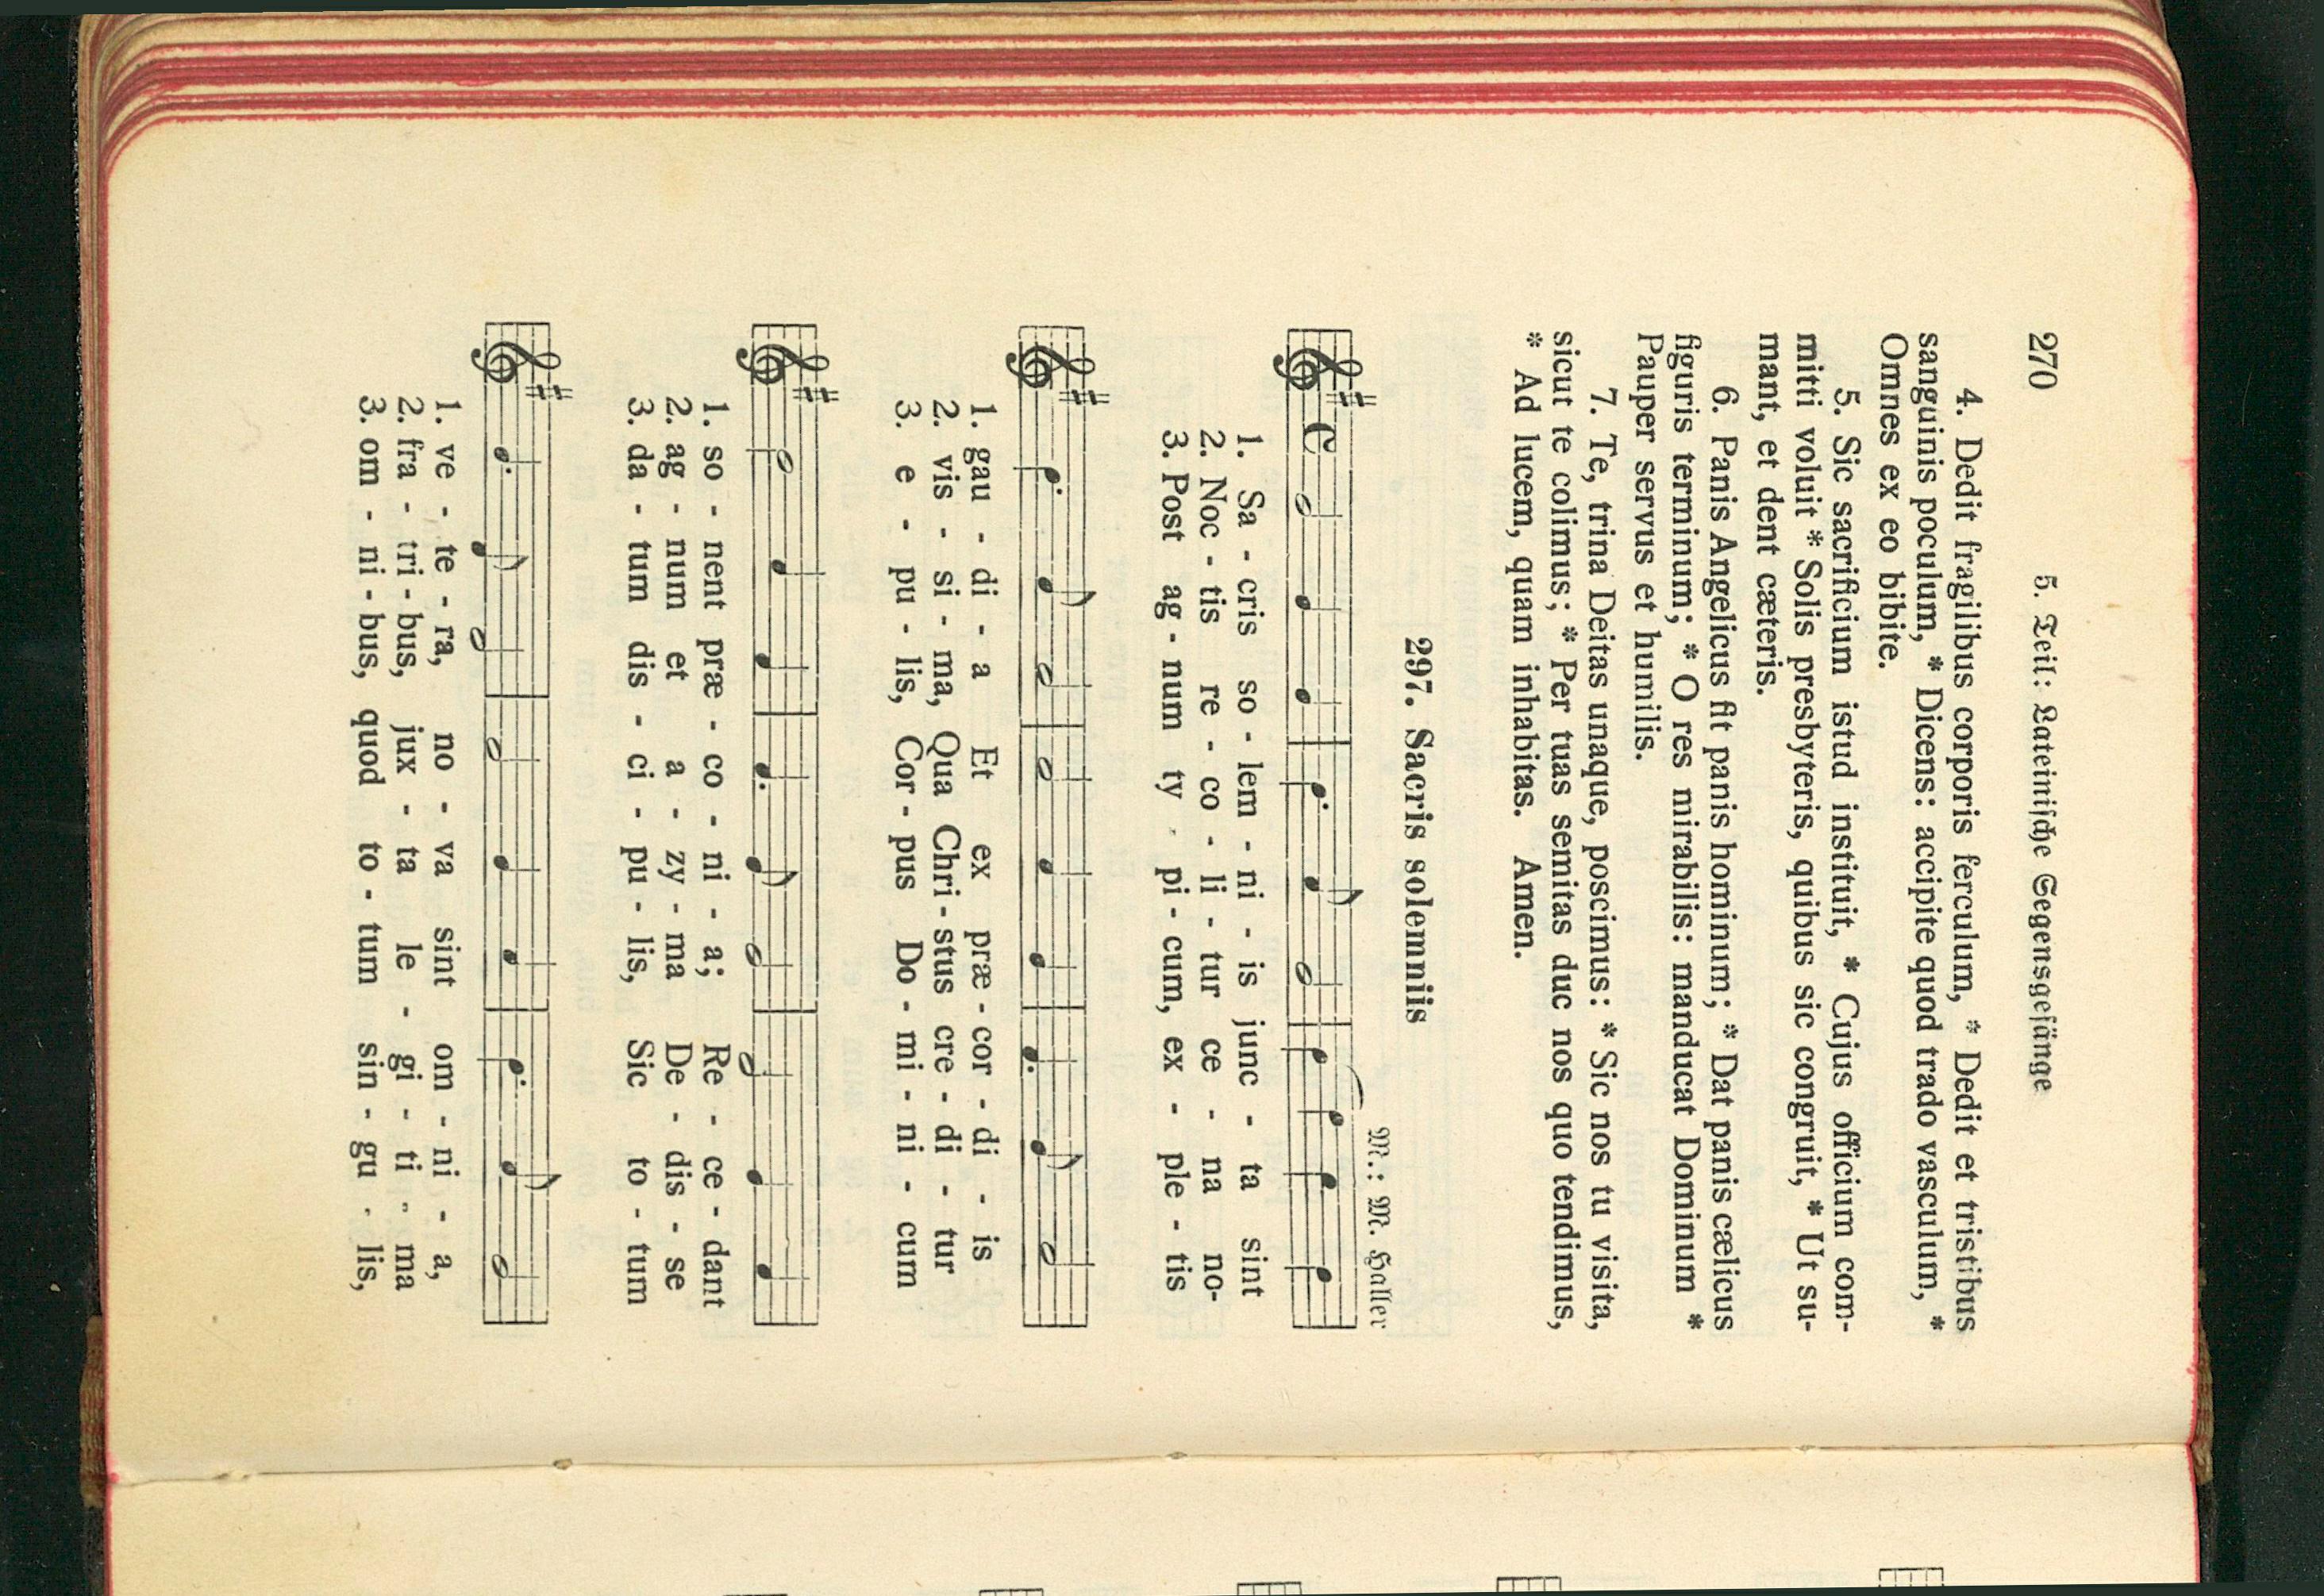 270
5. Teil: Lateinische Segensgesänge
4. Dedit fragilibus corporis ferculum, * Dedit et tristibus
sanguinis poculum, * Dicens: accipite quod trado vasculum, *
Omnes ex eo bibite.
5. Sic sacrificium istud instituit, * Cujus officium com-
mitti voluit * Solis presbyteris, quibus sic congruit, * Ut su-
mant, et dent cæteris.
6. Panis Angelicus fit panis hominum; * Dat panis cælicus
figuris terminum; * O res mirabilis: manducat Dominum *
Pauper servus et humilis.
7. Te, trina Deitas unaque, poscimus: * Sic nos tu visita,
sicut te colimus; * Per tuas semitas duc nos quo tendimus,
* Ad lucem, quam inhabitas. Amen.
297. Sacris solemniis
M.: M. Haller
1. Sa - cris so - lem - ni - is junc - ta sint
2. Noc - tis re - co - li - tur ce - na no-
3. Post ag - num ty - pi - cum, ex - ple - tis
1. gau - di - a Et ex præ - cor - di - is
2. vis - si - ma, Qua Chri - stus cre - di - tur
3. e - pu - lis, Cor - pus Do - mi - ni - cum
1. so - nent præ - co - ni - a; Re - ce - dant
2. ag - num et a - zy - ma De - dis - se
3. da - tum dis - ci - pu - lis, Sic to - tum
1. ve - te - ra, no - va sint om - ni - a,
2. fra - tri - bus, jux - ta le - gi - ti - ma
3. om - ni - bus, quod to - tum sin - gu - lis,